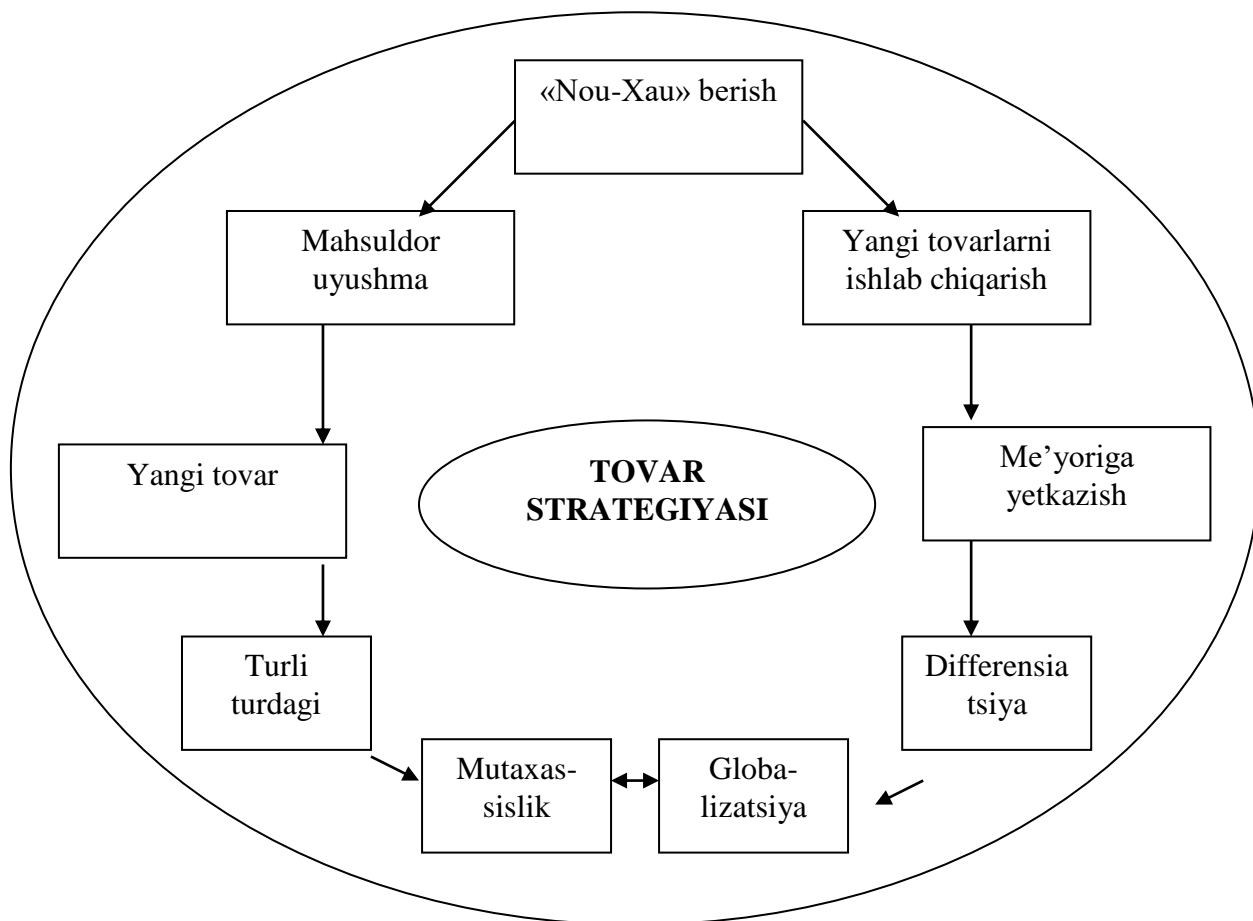 «Nou-Xau» berish
Mahsuldor
uyushma
Yangi tovarlarni
ishlab chiqarish
Yangi tovar
TOVAR
STRATEGIYASI
Me’yoriga
yetkazish
Turli
turdagi
Differensia
tsiya
Mutaxas-
sislik
Globa-
lizatsiya